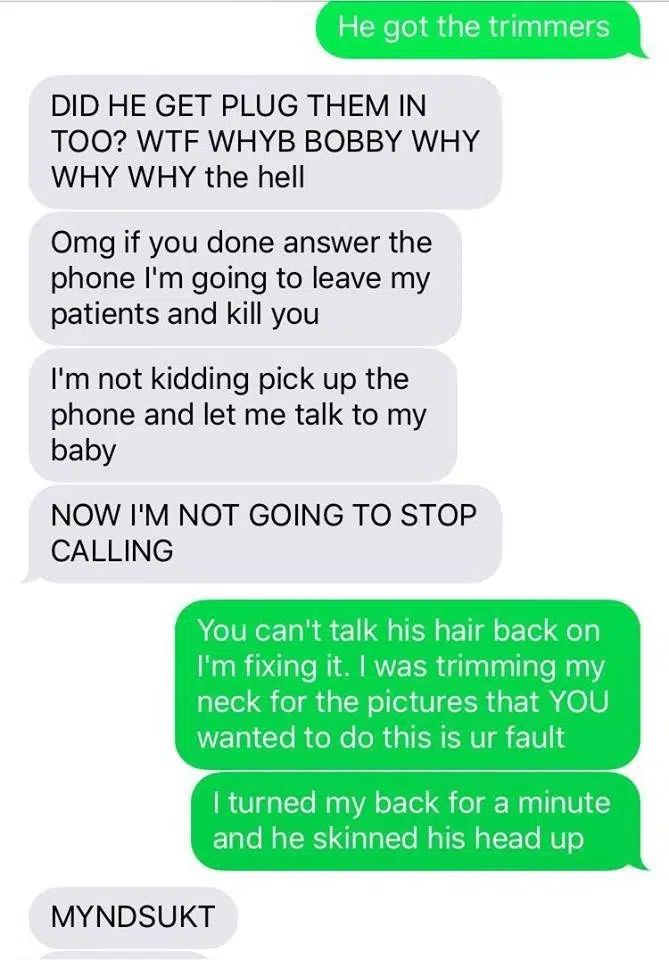 He got the trimmers
DID HE GET PLUG THEM IN
TOO? WTF WHYB BOBBY WHY
WHY WHY the hell
Omg if you done answer the
phone I'm going to leave my
patients and kill you
I'm not kidding pick up the
phone and let me talk to my
baby
NOW I'M NOT GOING TO STOP
CALLING
You can't talk his hair back on
I'm fixing it. I was trimming my
neck for the pictures that YOU
wanted to do this is ur fault
I turned my back for a minute
and he skinned his head up
MYNDSUKT